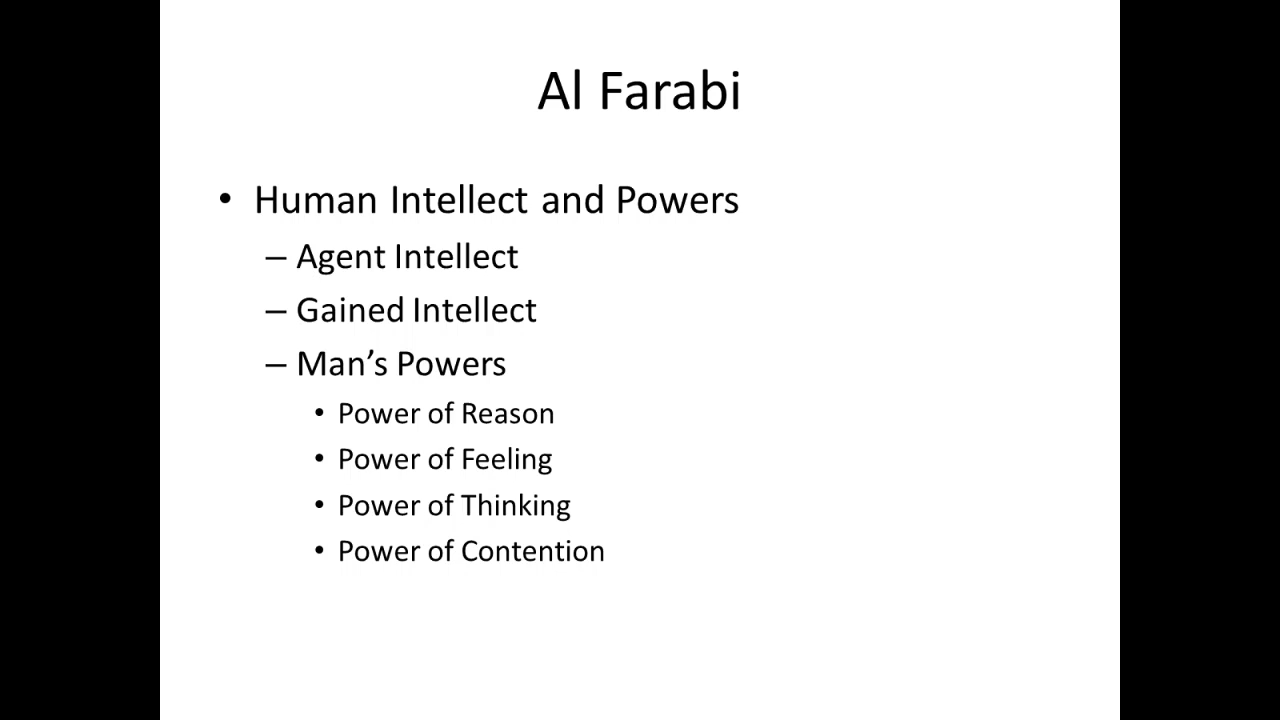 Al Farabi
• Human Intellect and Powers
– Agent Intellect
– Gained Intellect
– Man’s Powers
• Power of Reason
• Power of Feeling
• Power of Thinking
• Power of Contention